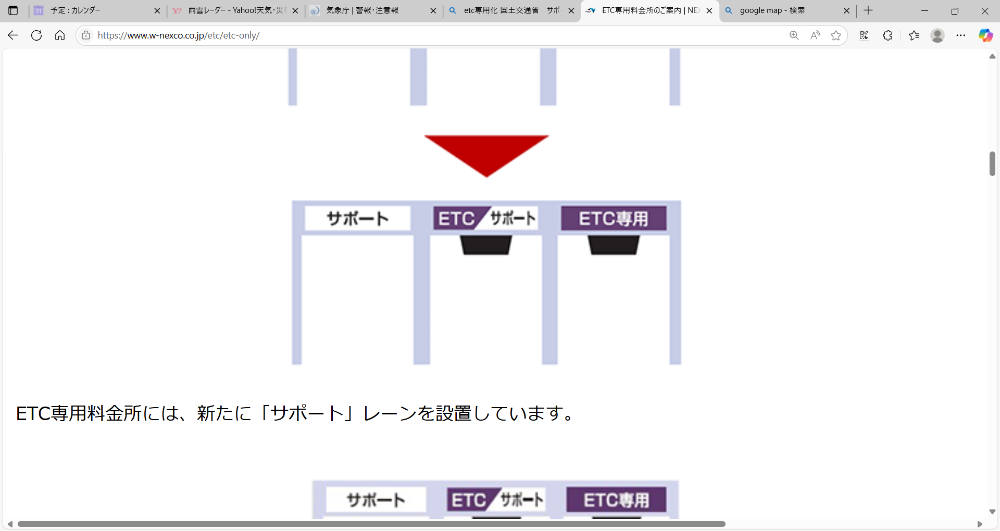 予定 : カレンダー
雨雲レーダー - Yahoo!天気・災害
気象庁 | 警報・注意報
etc専用化 国土交通省 サポ
ETC専用料金所のご案内 | NEX
google map - 検索
https://www.w-nexco.co.jp/etc/etc-only/
サポート ETC サポート ETC専用
ETC専用料金所には、新たに「サポート」レーンを設置しています。
サポート ETC サポート ETC専用